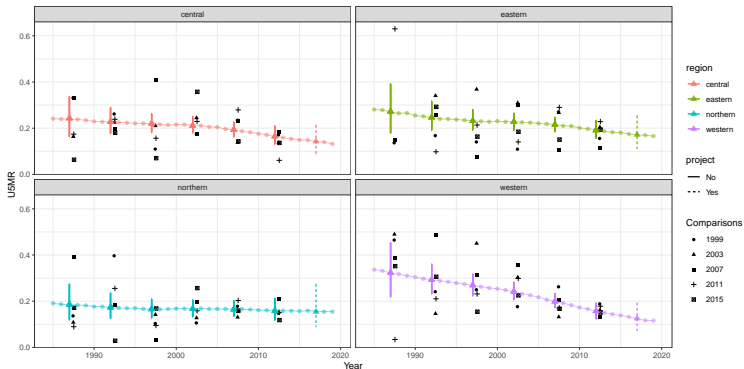 central
eastern
0.6
0.4
0.2
0.0
northern
western
0.6
0.4
0.2
0.0
U5MR
1990 2000 2010 2020 1990 2000 2010 2020
Year
region
central
eastern
northern
western
project
No
Yes
Comparisons
1999
2003
2007
2011
2015